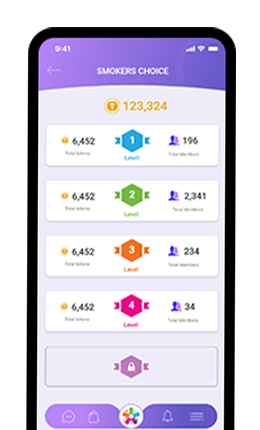 9:41
SMOKERS CHOICE
123,324
6,452
Total tokens
1
Level
196
Total Members
6,452
Total tokens
2
Level
2,341
Total Members
6,452
Total tokens
3
Level
234
Total Members
6,452
Total tokens
4
Level
34
Total Members